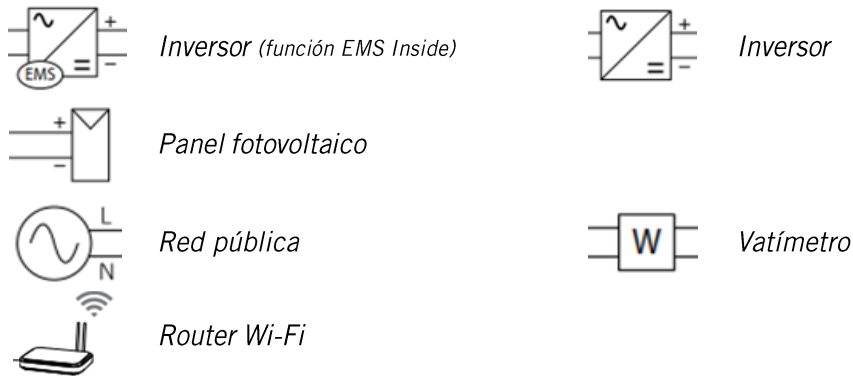 +
EMS
=
−
Inversor (función EMS Inside)
+
=
−
Inversor
+
−
Panel fotovoltaico
L
N
Red pública
W
Vatímetro
Router Wi-Fi